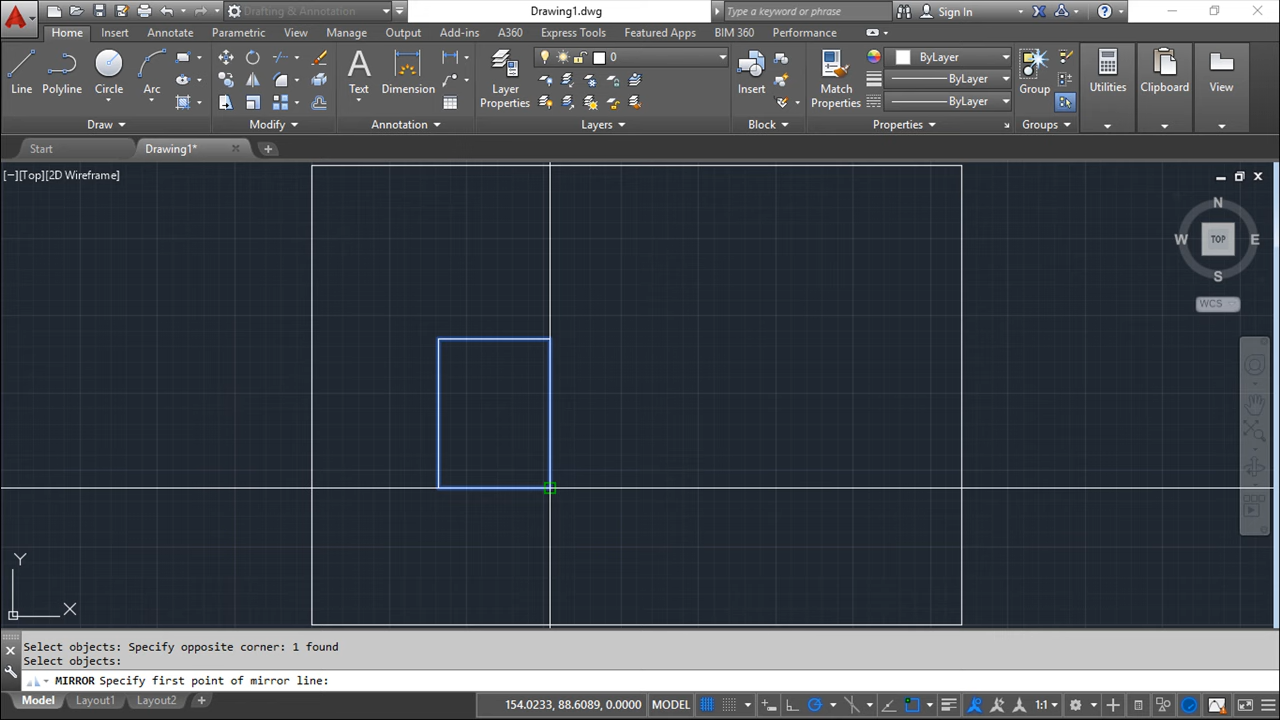 Drafting & Annotation
Drawing1.dwg
Type a keyword or phrase
Sign In
Home Insert Annotate Parametric View Manage Output Add-ins A360 Express Tools Featured Apps BIM 360 Performance
0
ByLayer
ByLayer
ByLayer
Line Polyline Circle Arc
Text Dimension
Layer Properties
Insert
Match Properties
Group
Utilities Clipboard View
Draw Modify Annotation Layers Block Properties Groups
Start Drawing1*
[−][Top][2D Wireframe]
N
W TOP E
S
WCS
Y
X
Select objects: Specify opposite corner: 1 found
Select objects:
MIRROR Specify first point of mirror line:
Model Layout1 Layout2
154.0233, 88.6089, 0.0000 MODEL 1:1